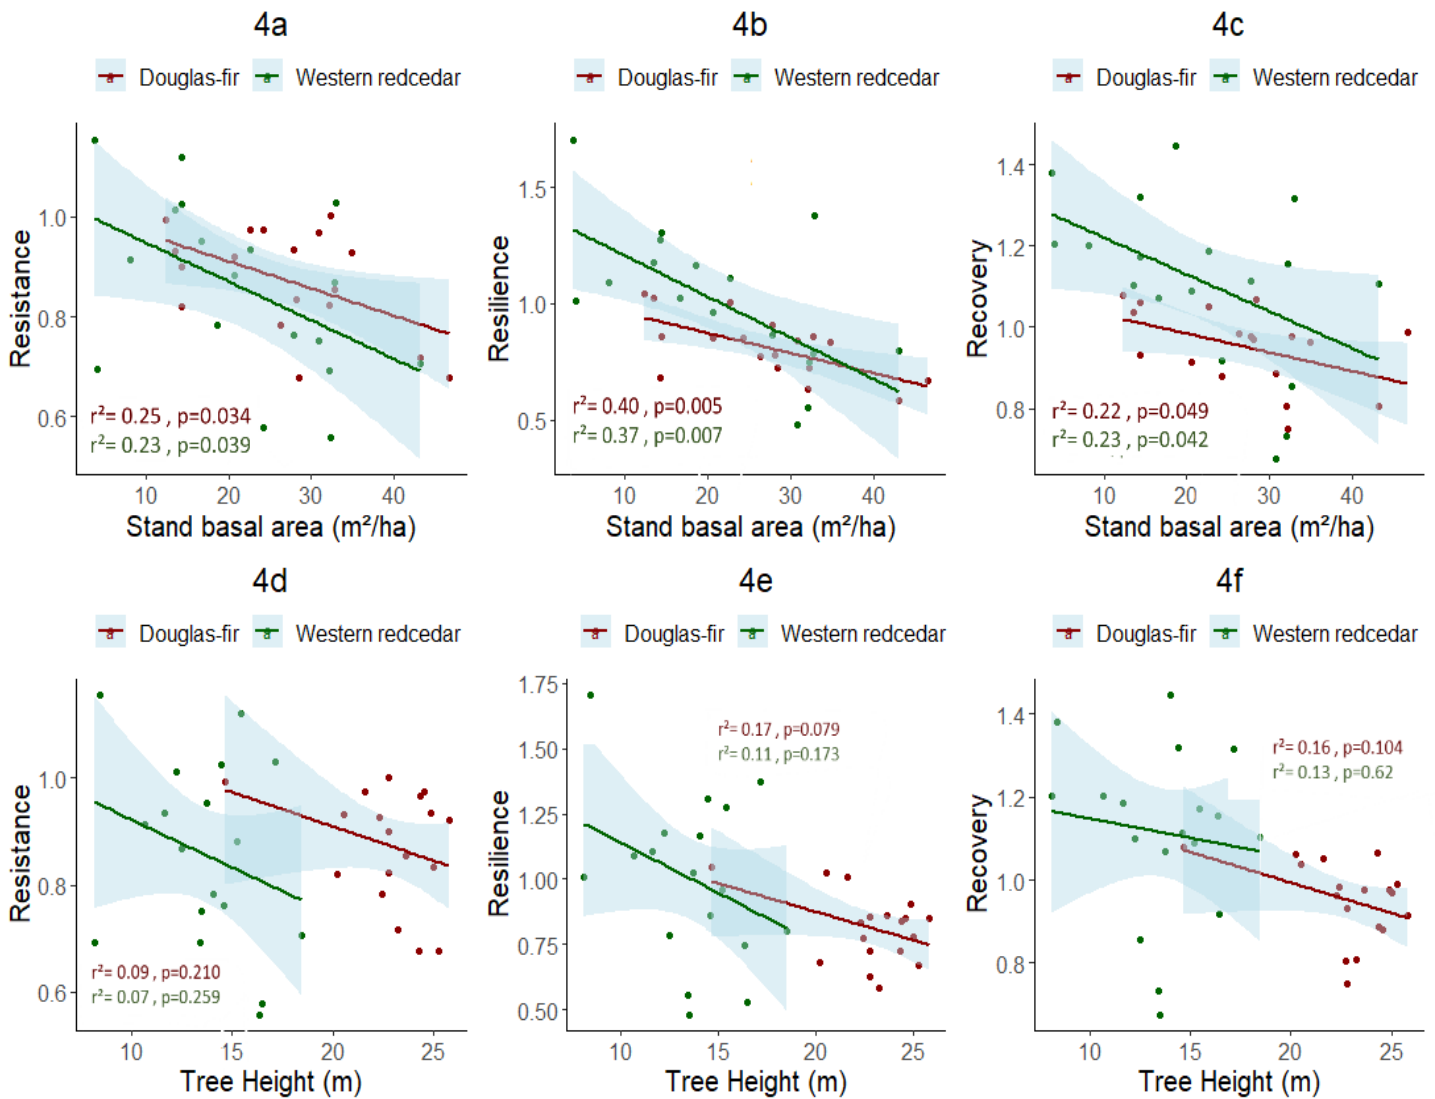 4a
Douglas-fir Western redcedar
Resistance
1.0
0.8
0.6
r²= 0.25 , p=0.034
r²= 0.23 , p=0.039
10 20 30 40
Stand basal area (m²/ha)
4b
Douglas-fir Western redcedar
Resilience
1.5
1.0
0.5
r²= 0.40 , p=0.005
r²= 0.37 , p=0.007
10 20 30 40
Stand basal area (m²/ha)
4c
Douglas-fir Western redcedar
Recovery
1.4
1.2
1.0
0.8
r²= 0.22 , p=0.049
r²= 0.23 , p=0.042
10 20 30 40
Stand basal area (m²/ha)
4d
Douglas-fir Western redcedar
Resistance
1.0
0.8
0.6
r²= 0.09 , p=0.210
r²= 0.07 , p=0.259
10 15 20 25
Tree Height (m)
4e
Douglas-fir Western redcedar
Resilience
1.75
1.50
1.25
1.00
0.75
0.50
r²= 0.17 , p=0.079
r²= 0.11 , p=0.173
10 15 20 25
Tree Height (m)
4f
Douglas-fir Western redcedar
Recovery
1.4
1.2
1.0
0.8
r²= 0.16 , p=0.104
r²= 0.13 , p=0.62
10 15 20 25
Tree Height (m)